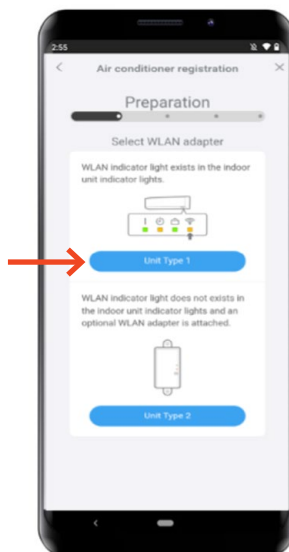 2:55
Air conditioner registration
Preparation
Select WLAN adapter
WLAN indicator light exists in the indoor
unit indicator lights.
Unit Type 1
WLAN indicator light does not exists in
the indoor unit indicator lights and an
optional WLAN adapter is attached.
Unit Type 2